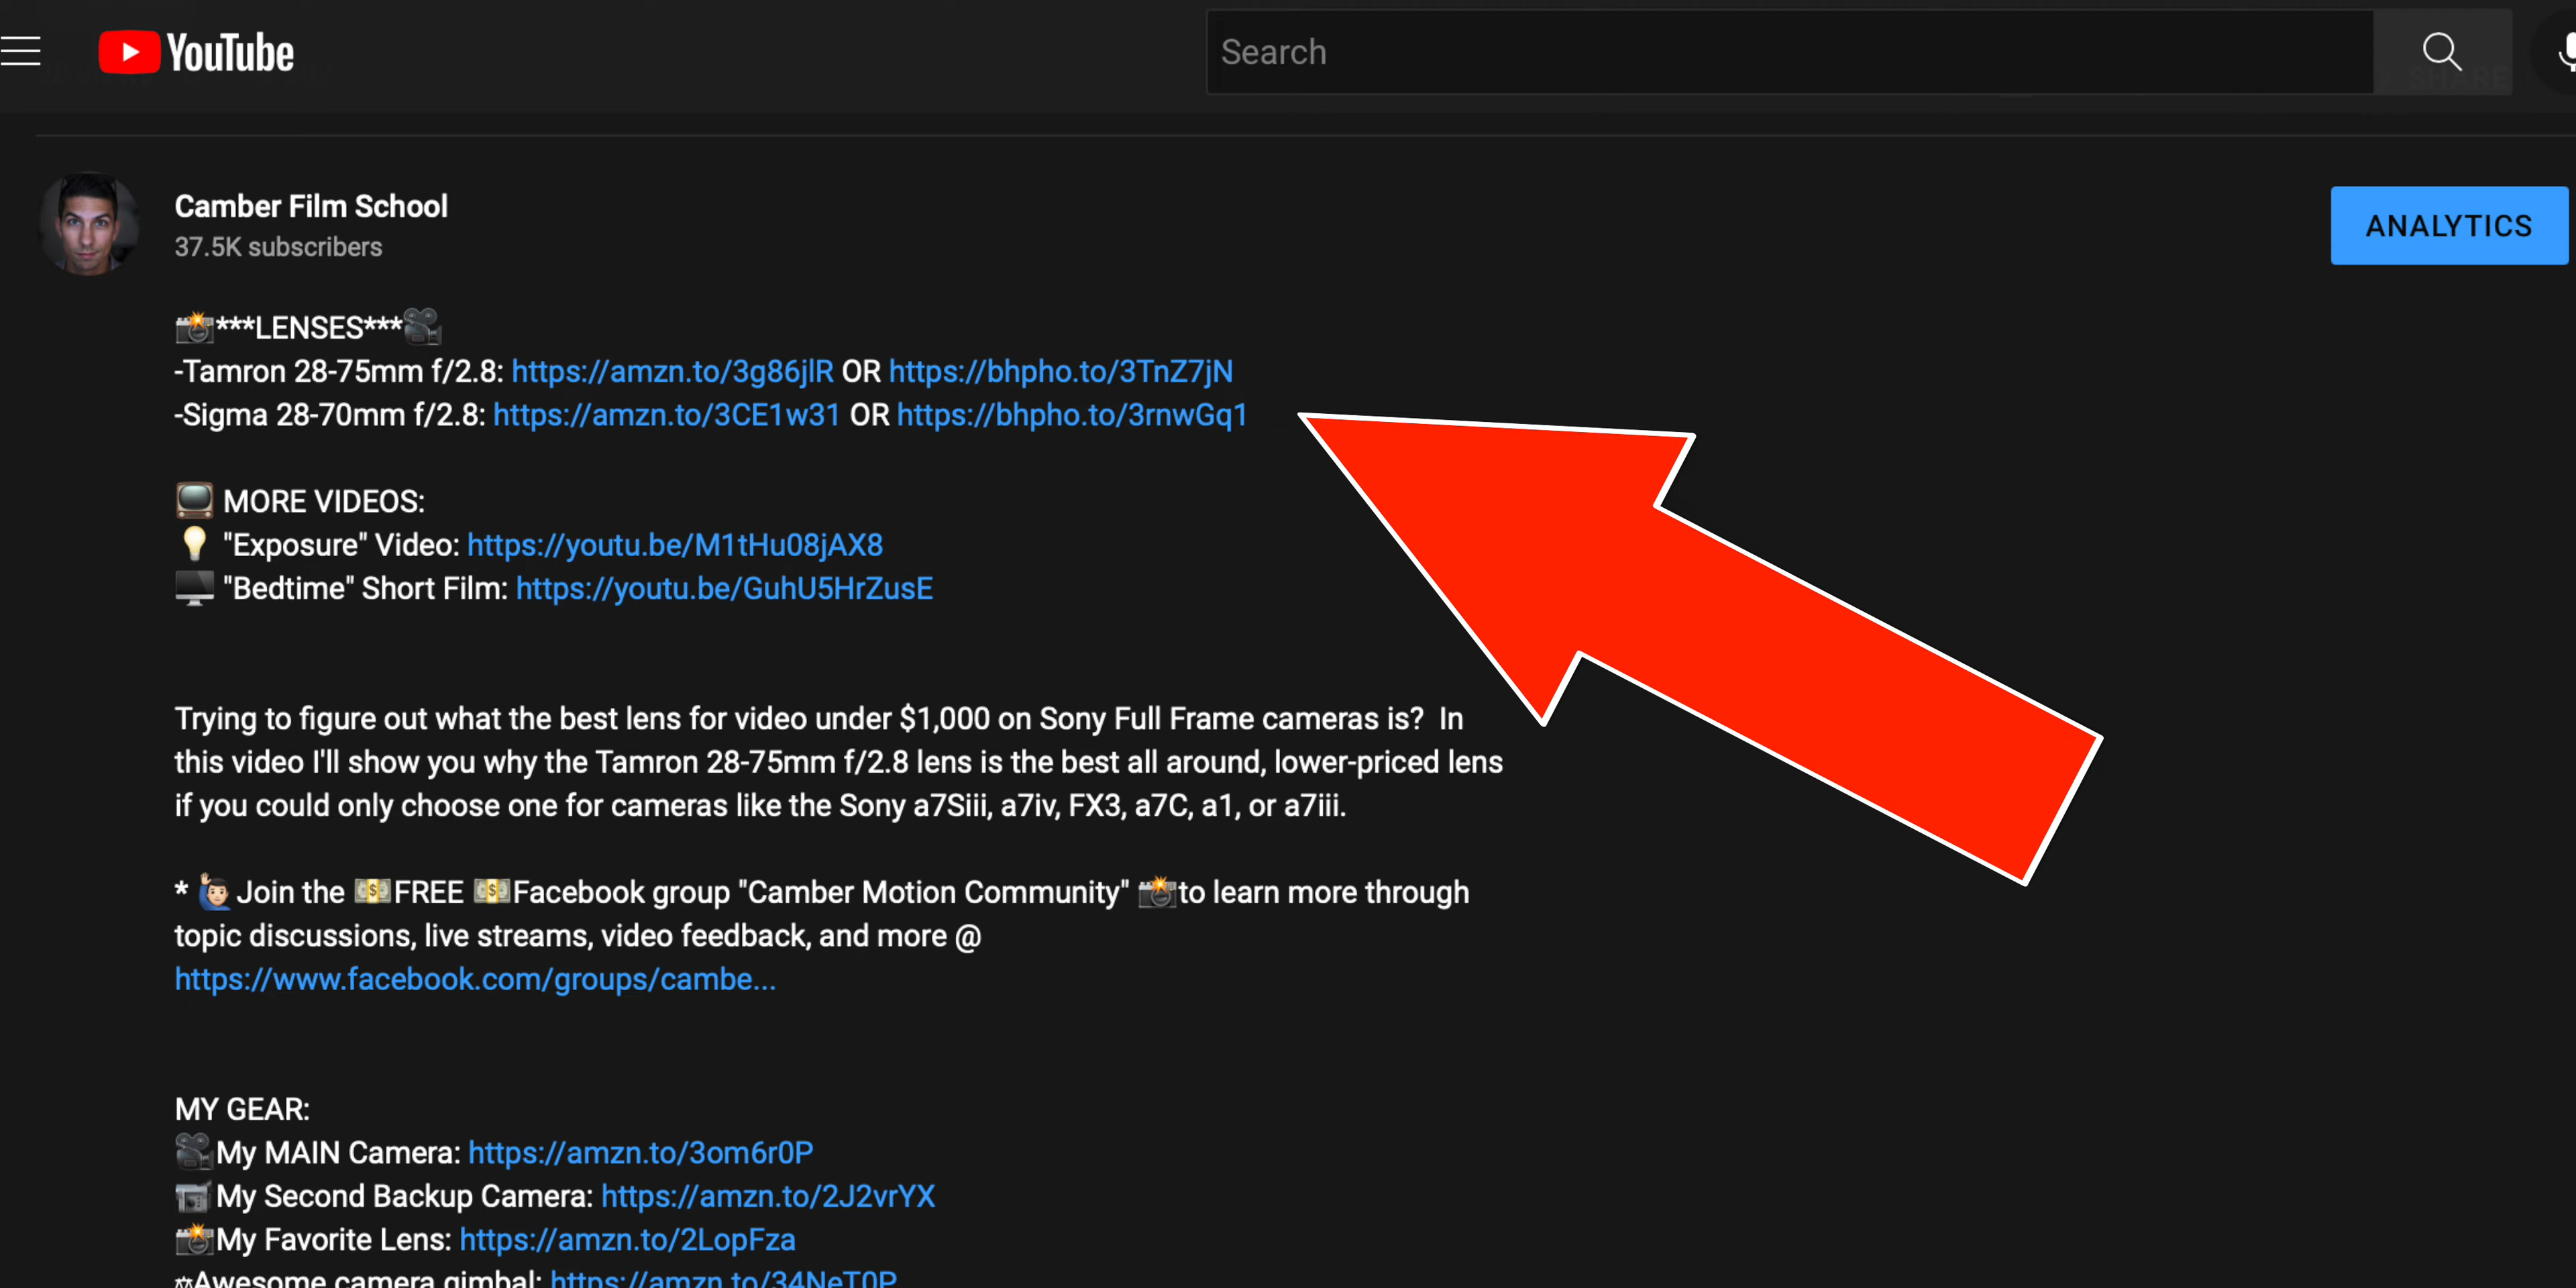 YouTube
Search
Camber Film School
37.5K subscribers
ANALYTICS
***LENSES***
-Tamron 28-75mm f/2.8: https://amzn.to/3g86jlR OR https://bhpho.to/3TnZ7jN
-Sigma 28-70mm f/2.8: https://amzn.to/3CE1w31 OR https://bhpho.to/3rnwGq1
📺 MORE VIDEOS:
💡 "Exposure" Video: https://youtu.be/M1tHu08jAX8
🖥 "Bedtime" Short Film: https://youtu.be/GuhU5HrZusE
Trying to figure out what the best lens for video under $1,000 on Sony Full Frame cameras is?  In
this video I'll show you why the Tamron 28-75mm f/2.8 lens is the best all around, lower-priced lens
if you could only choose one for cameras like the Sony a7Siii, a7iv, FX3, a7C, a1, or a7iii.
* 🙋🏻‍♂️Join the 💵FREE 💵Facebook group "Camber Motion Community" 📸to learn more through
topic discussions, live streams, video feedback, and more @
https://www.facebook.com/groups/cambe...
MY GEAR:
🎥My MAIN Camera: https://amzn.to/3om6r0P
📹My Second Backup Camera: https://amzn.to/2J2vrYX
📸My Favorite Lens: https://amzn.to/2LopFza
⚖Awesome camera gimbal: https://amzn.to/34NeT0P